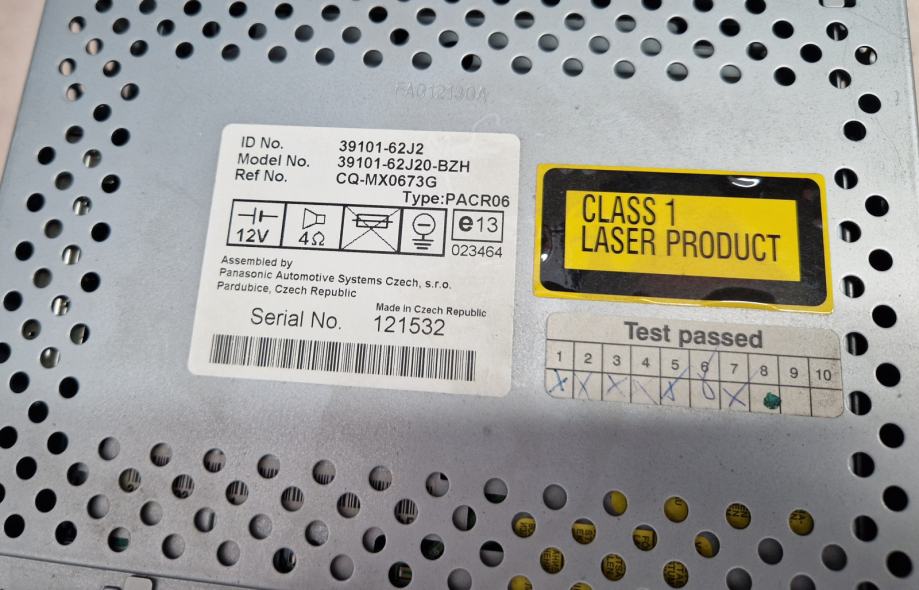 FAQ12130A
ID No. 39101-62J2
Model No. 39101-62J20-BZH
Ref No. CQ-MX0673G
Type:PACR06
12V 4Ω e13
023464
Assembled by
Panasonic Automotive Systems Czech, s.r.o.
Pardubice, Czech Republic
Made in Czech Republic
Serial No. 121532
CLASS 1
LASER PRODUCT
Test passed
1 2 3 4 5 6 7 8 9 10